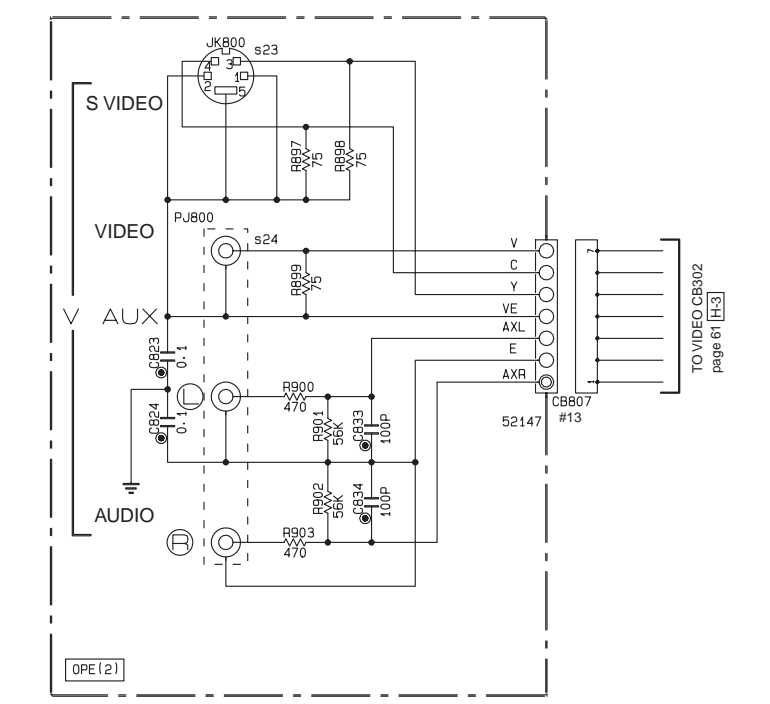 JK800
s23
4
3
2
1
5
S VIDEO
R897
75
R898
75
PJ800
VIDEO
s24
V
C
R899
75
Y
VE
V AUX
AXL
E
AXR
C823
0.1
L
R900
470
C824
0.1
R901
56K
C833
100P
52147
CB807
#13
7
1
TO VIDEO CB302
page 61 H-3
R902
56K
C834
100P
AUDIO
R
R903
470
OPE(2)